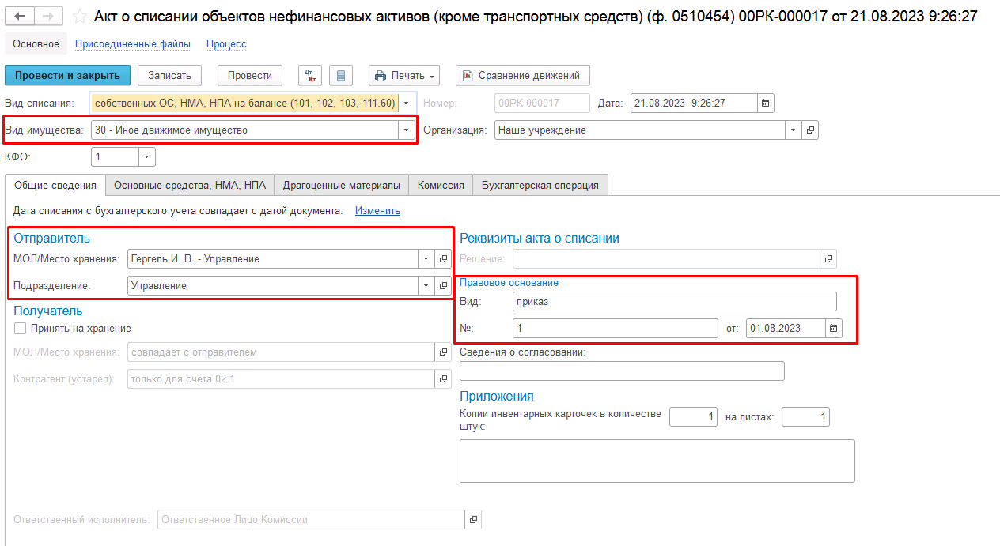 Акт о списании объектов нефинансовых активов (кроме транспортных средств) (ф. 0510454) 00РК-000017 от 21.08.2023 9:26:27
Основное Присоединенные файлы Процесс
Провести и закрыть Записать Провести Дт Кт Печать Сравнение движений
Вид списания: собственных ОС, НМА, НПА на балансе (101, 102, 103, 111.60) Номер: 00РК-000017 Дата: 21.08.2023 9:26:27
Вид имущества: 30 - Иное движимое имущество Организация: Наше учреждение
КФО: 1
Общие сведения Основные средства, НМА, НПА Драгоценные материалы Комиссия Бухгалтерская операция
Дата списания с бухгалтерского учета совпадает с датой документа. Изменить
Отправитель
МОЛ/Место хранения: Гергель И. В. - Управление
Подразделение: Управление
Получатель
Принять на хранение
МОЛ/Место хранения: совпадает с отправителем
Контрагент (устарел): только для счета 02.1
Реквизиты акта о списании
Решение:
Правовое основание
Вид: приказ
№: 1 от: 01.08.2023
Сведения о согласовании:
Приложения
Копии инвентарных карточек в количестве 1 на листах: 1
штук:
Ответственный исполнитель: Ответственное Лицо Комиссии